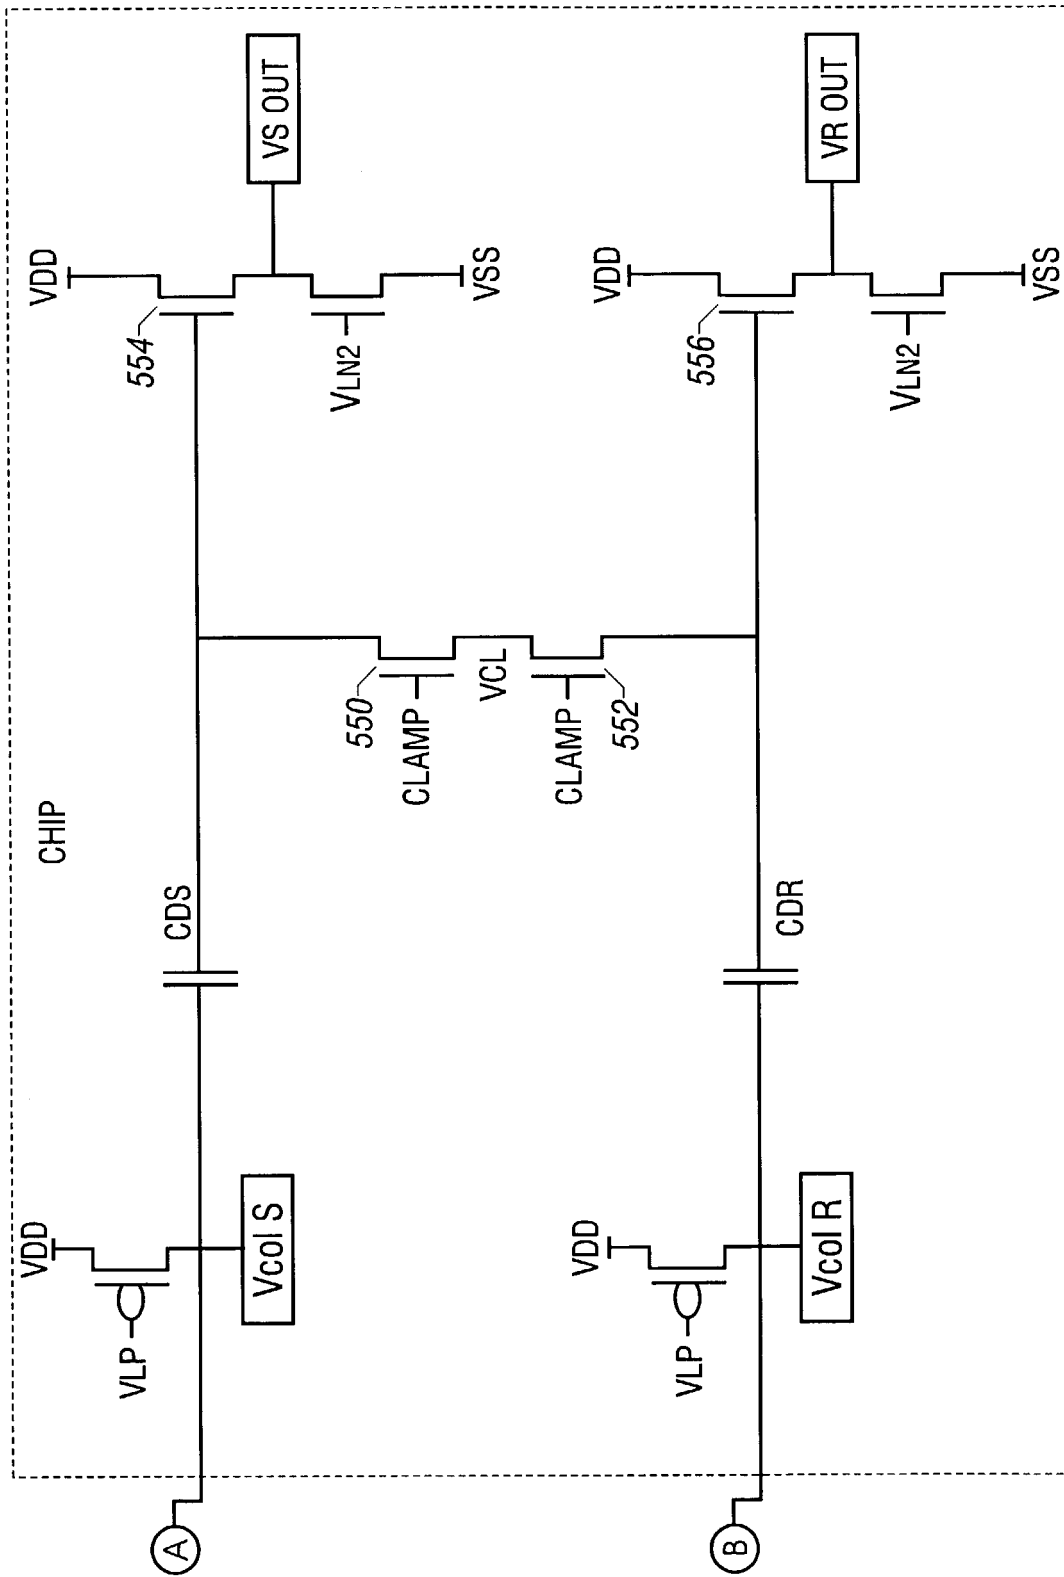 CHIP
A
VDD
VLP
Vcol S
CDS
550
CLAMP
VCL
CLAMP
552
VDD
554
VLN2
VSS
VS OUT
B
VDD
VLP
Vcol R
CDR
VDD
556
VLN2
VSS
VR OUT